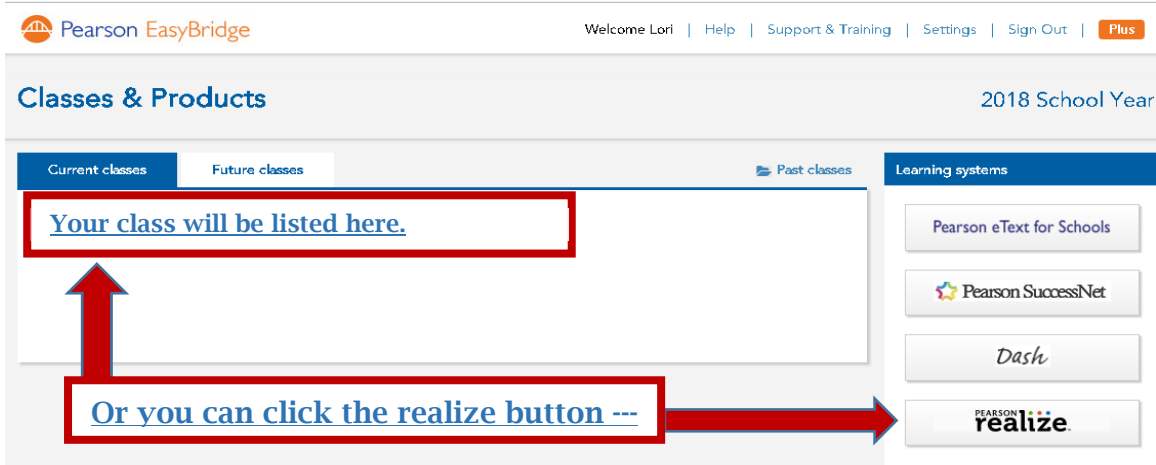 Pearson EasyBridge
Welcome Lori | Help | Support & Training | Settings | Sign Out | Plus
Classes & Products
2018 School Year
Current classes
Future classes
Past classes
Learning systems
Your class will be listed here.
Pearson eText for Schools
Pearson SuccessNet
Dash
Or you can click the realize button ---
PEARSON
realize.